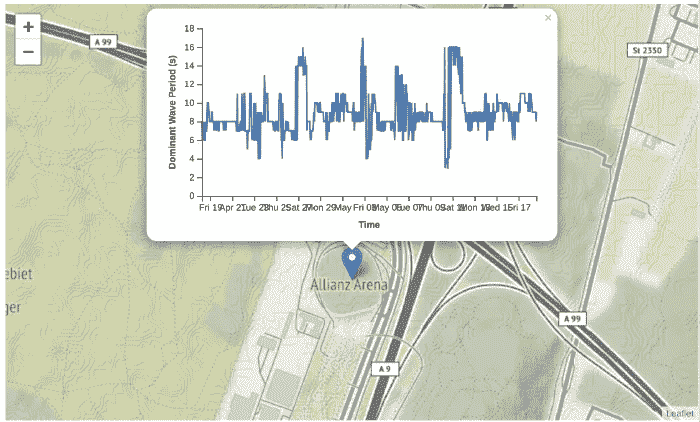 +
−
×
A 99
St 2350
Dominant Wave Period (s)
18
16
14
12
10
8
6
4
2
0
Fri 19 Apr 21 Tue 23 Thu 25 Sat 27 Mon 29 May Fri 03 May 05 Tue 07 Thu 09 Sat 11 Mon 13 Wed 15 Fri 17
Time
ebiet
ger
Allianz Arena
A 99
A 9
Leaflet